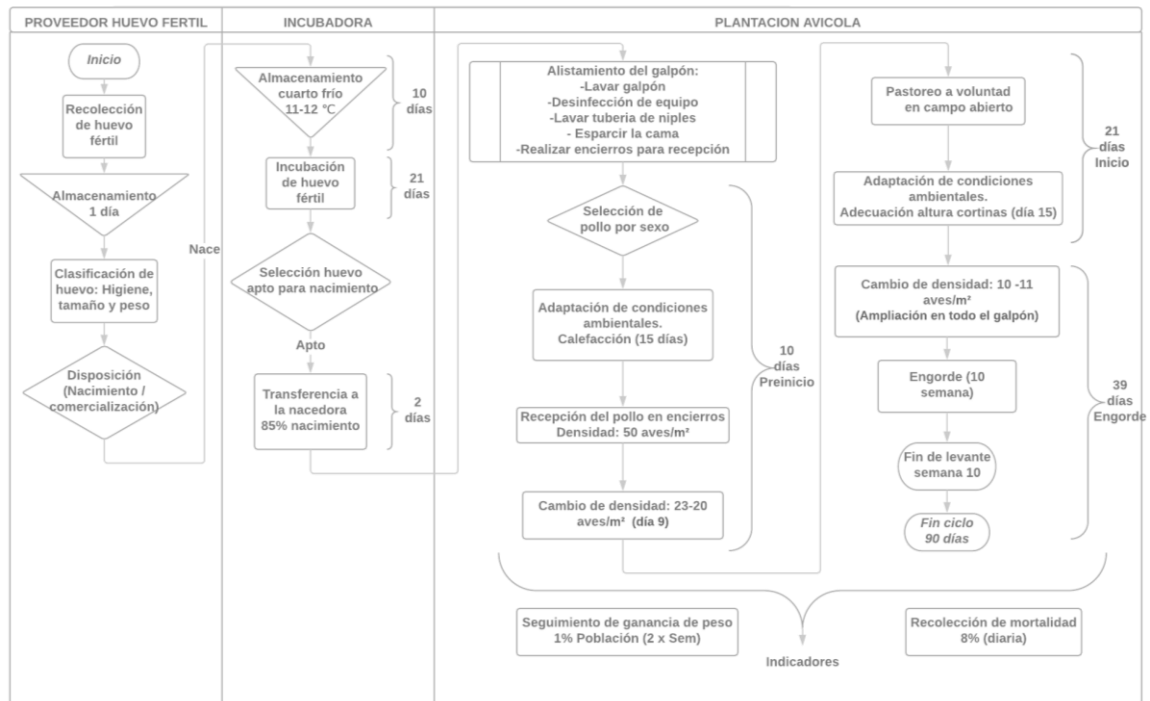 PROVEEDOR HUEVO FERTIL
INCUBADORA
PLANTACION AVICOLA
Inicio
Recolección
de huevo
fértil
Almacenamiento
1 día
Clasificación de
huevo: Higiene,
tamaño y peso
Disposición
(Nacimiento /
comercialización)
Nace
Almacenamiento
cuarto frío
11-12 ℃
10
días
Incubación
de huevo
fértil
21
días
Selección huevo
apto para nacimiento
Apto
Transferencia a
la nacedora
85% nacimiento
2
días
Alistamiento del galpón:
-Lavar galpón
-Desinfección de equipo
-Lavar tuberia de niples
- Esparcir la cama
-Realizar encierros para recepción
Selección de
pollo por sexo
Adaptación de condiciones
ambientales.
Calefacción (15 días)
Recepción del pollo en encierros
Densidad: 50 aves/m²
Cambio de densidad: 23-20
aves/m² (día 9)
10
días
Preinicio
Pastoreo a voluntad
en campo abierto
Adaptación de condiciones
ambientales.
Adecuación altura cortinas (día 15)
21
días
Inicio
Cambio de densidad: 10 -11
aves/m²
(Ampliación en todo el galpón)
Engorde (10
semana)
Fin de levante
semana 10
Fin ciclo
90 días
39
días
Engorde
Seguimiento de ganancia de peso
1% Población (2 x Sem)
Indicadores
Recolección de mortalidad
8% (diaria)